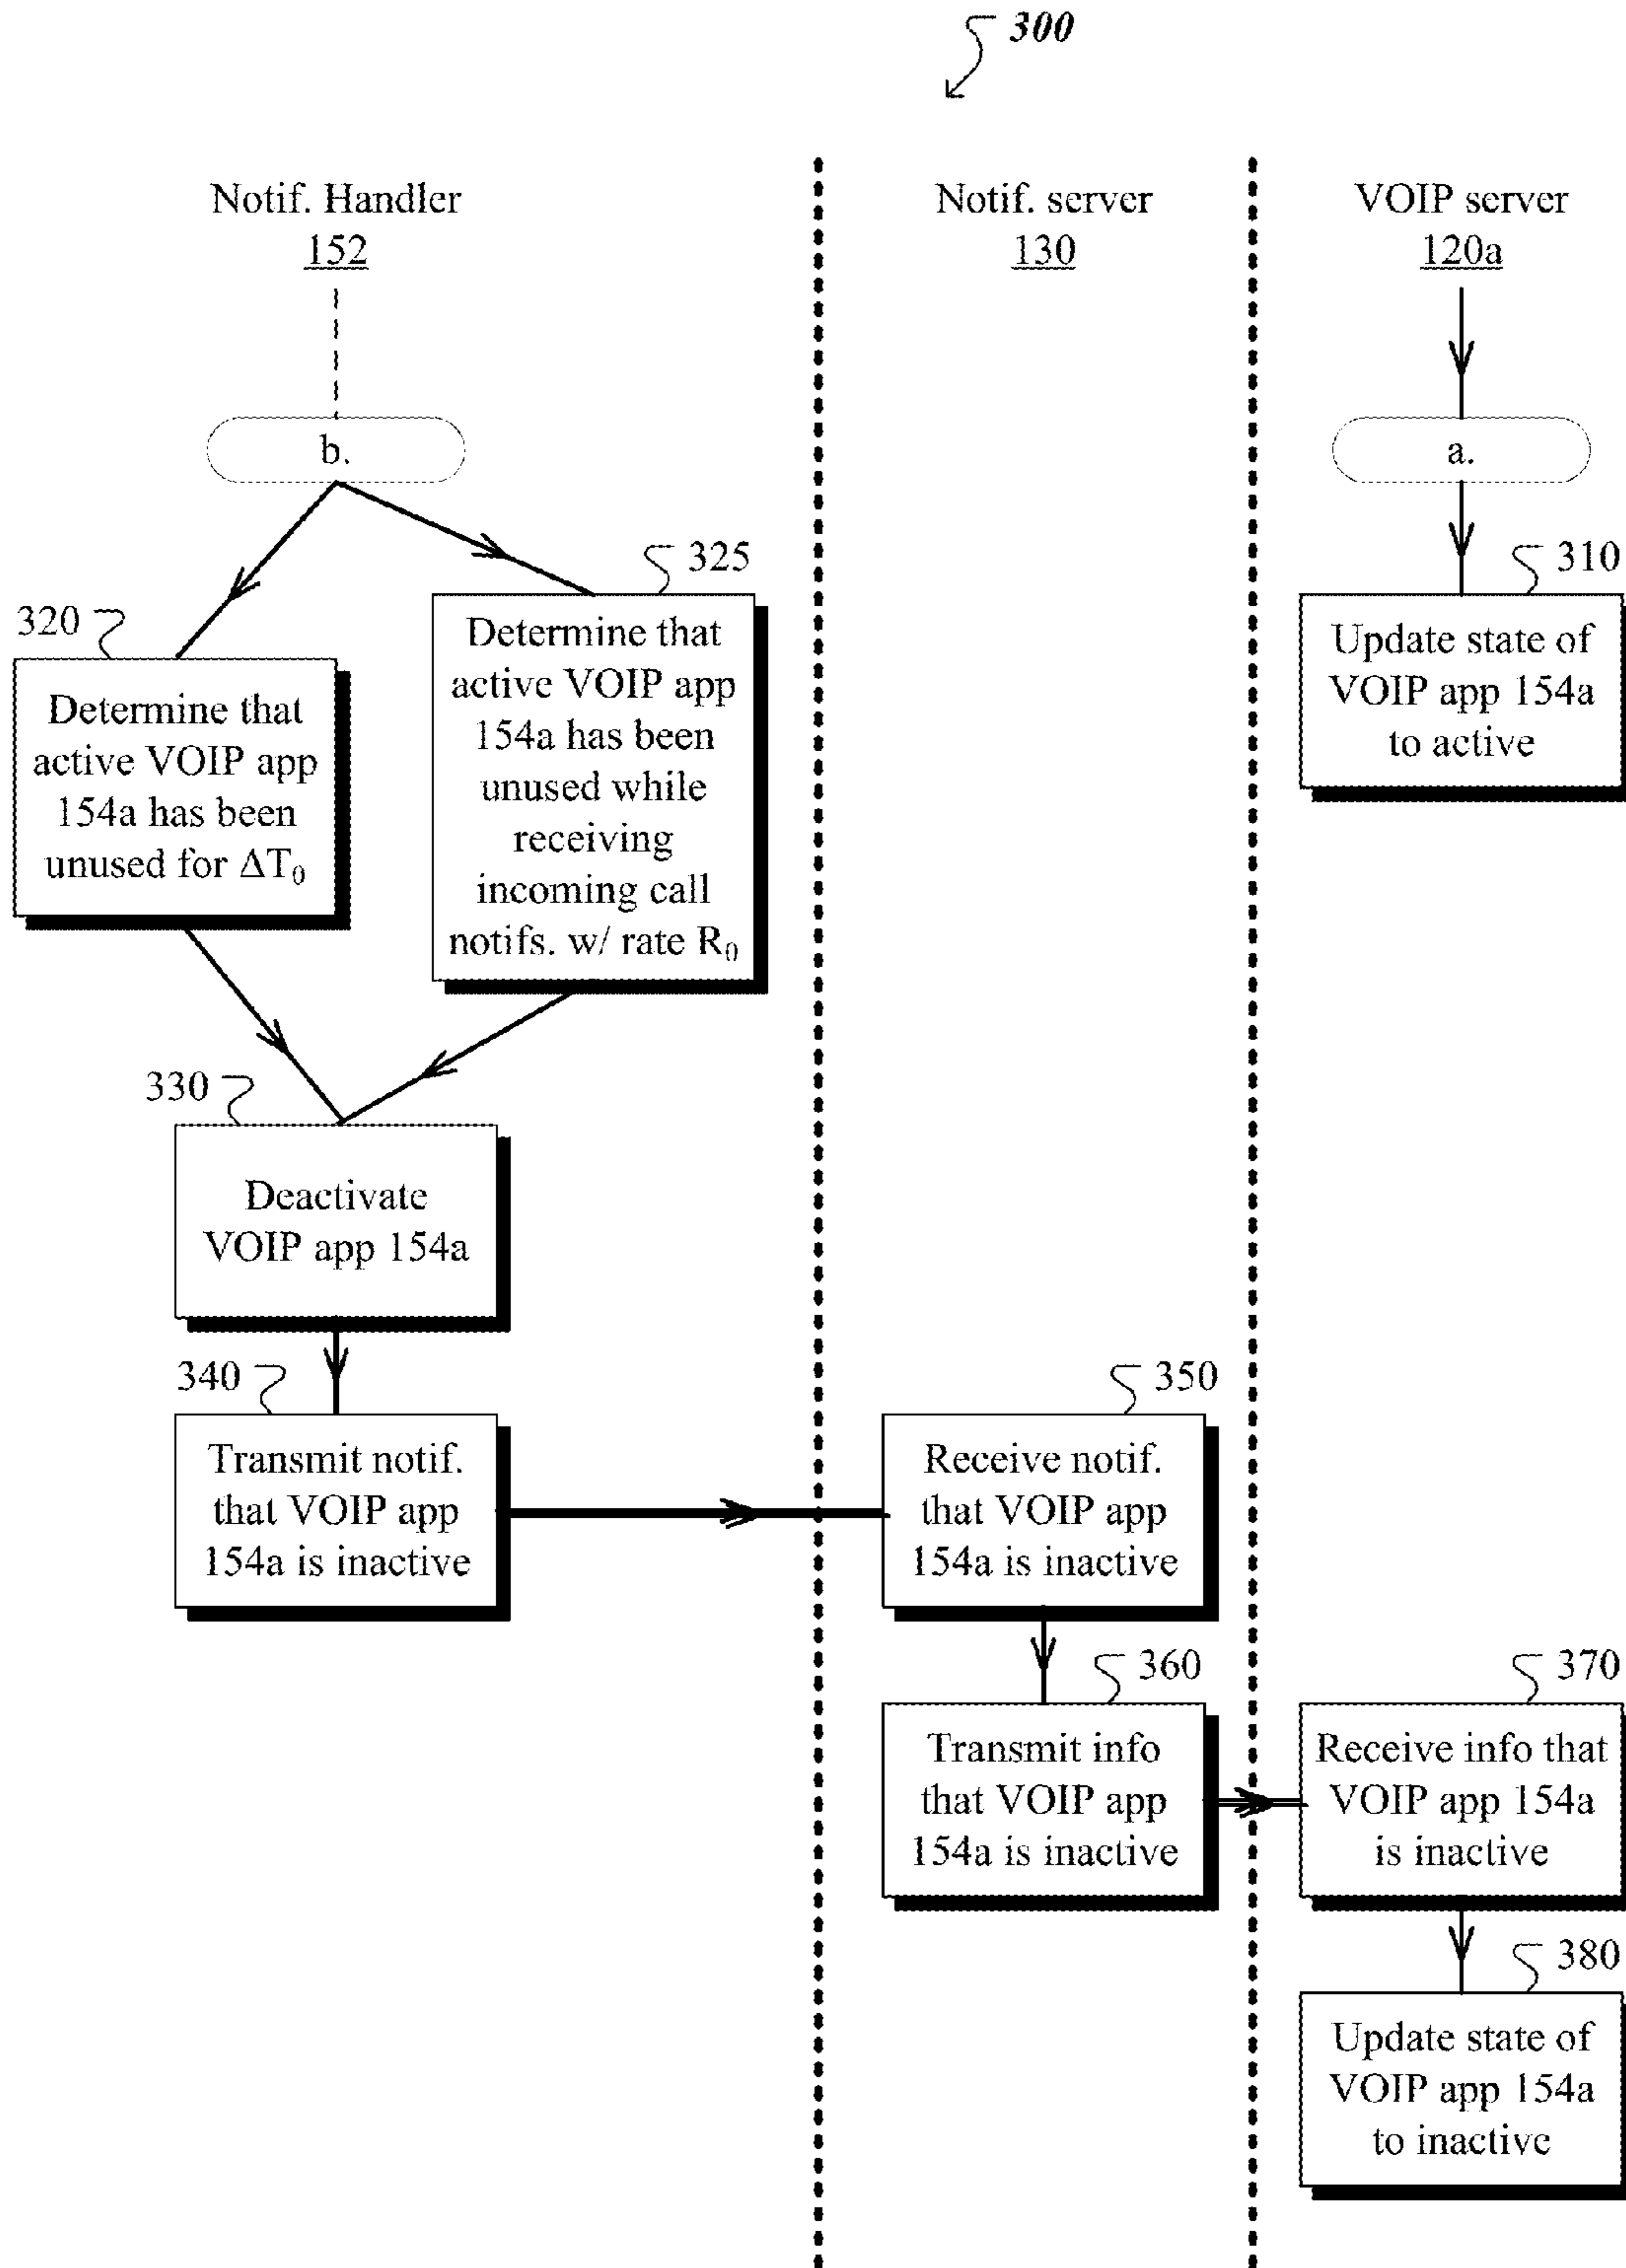 300
Notif. Handler
152
Notif. server
130
VOIP server
120a
b.
a.
320
Determine that
active VOIP app
154a has been
unused for ΔT₀
325
Determine that
active VOIP app
154a has been
unused while
receiving
incoming call
notifs. w/ rate R₀
310
Update state of
VOIP app 154a
to active
330
Deactivate
VOIP app 154a
340
Transmit notif.
that VOIP app
154a is inactive
350
Receive notif.
that VOIP app
154a is inactive
360
Transmit info
that VOIP app
154a is inactive
370
Receive info that
VOIP app 154a
is inactive
380
Update state of
VOIP app 154a
to inactive